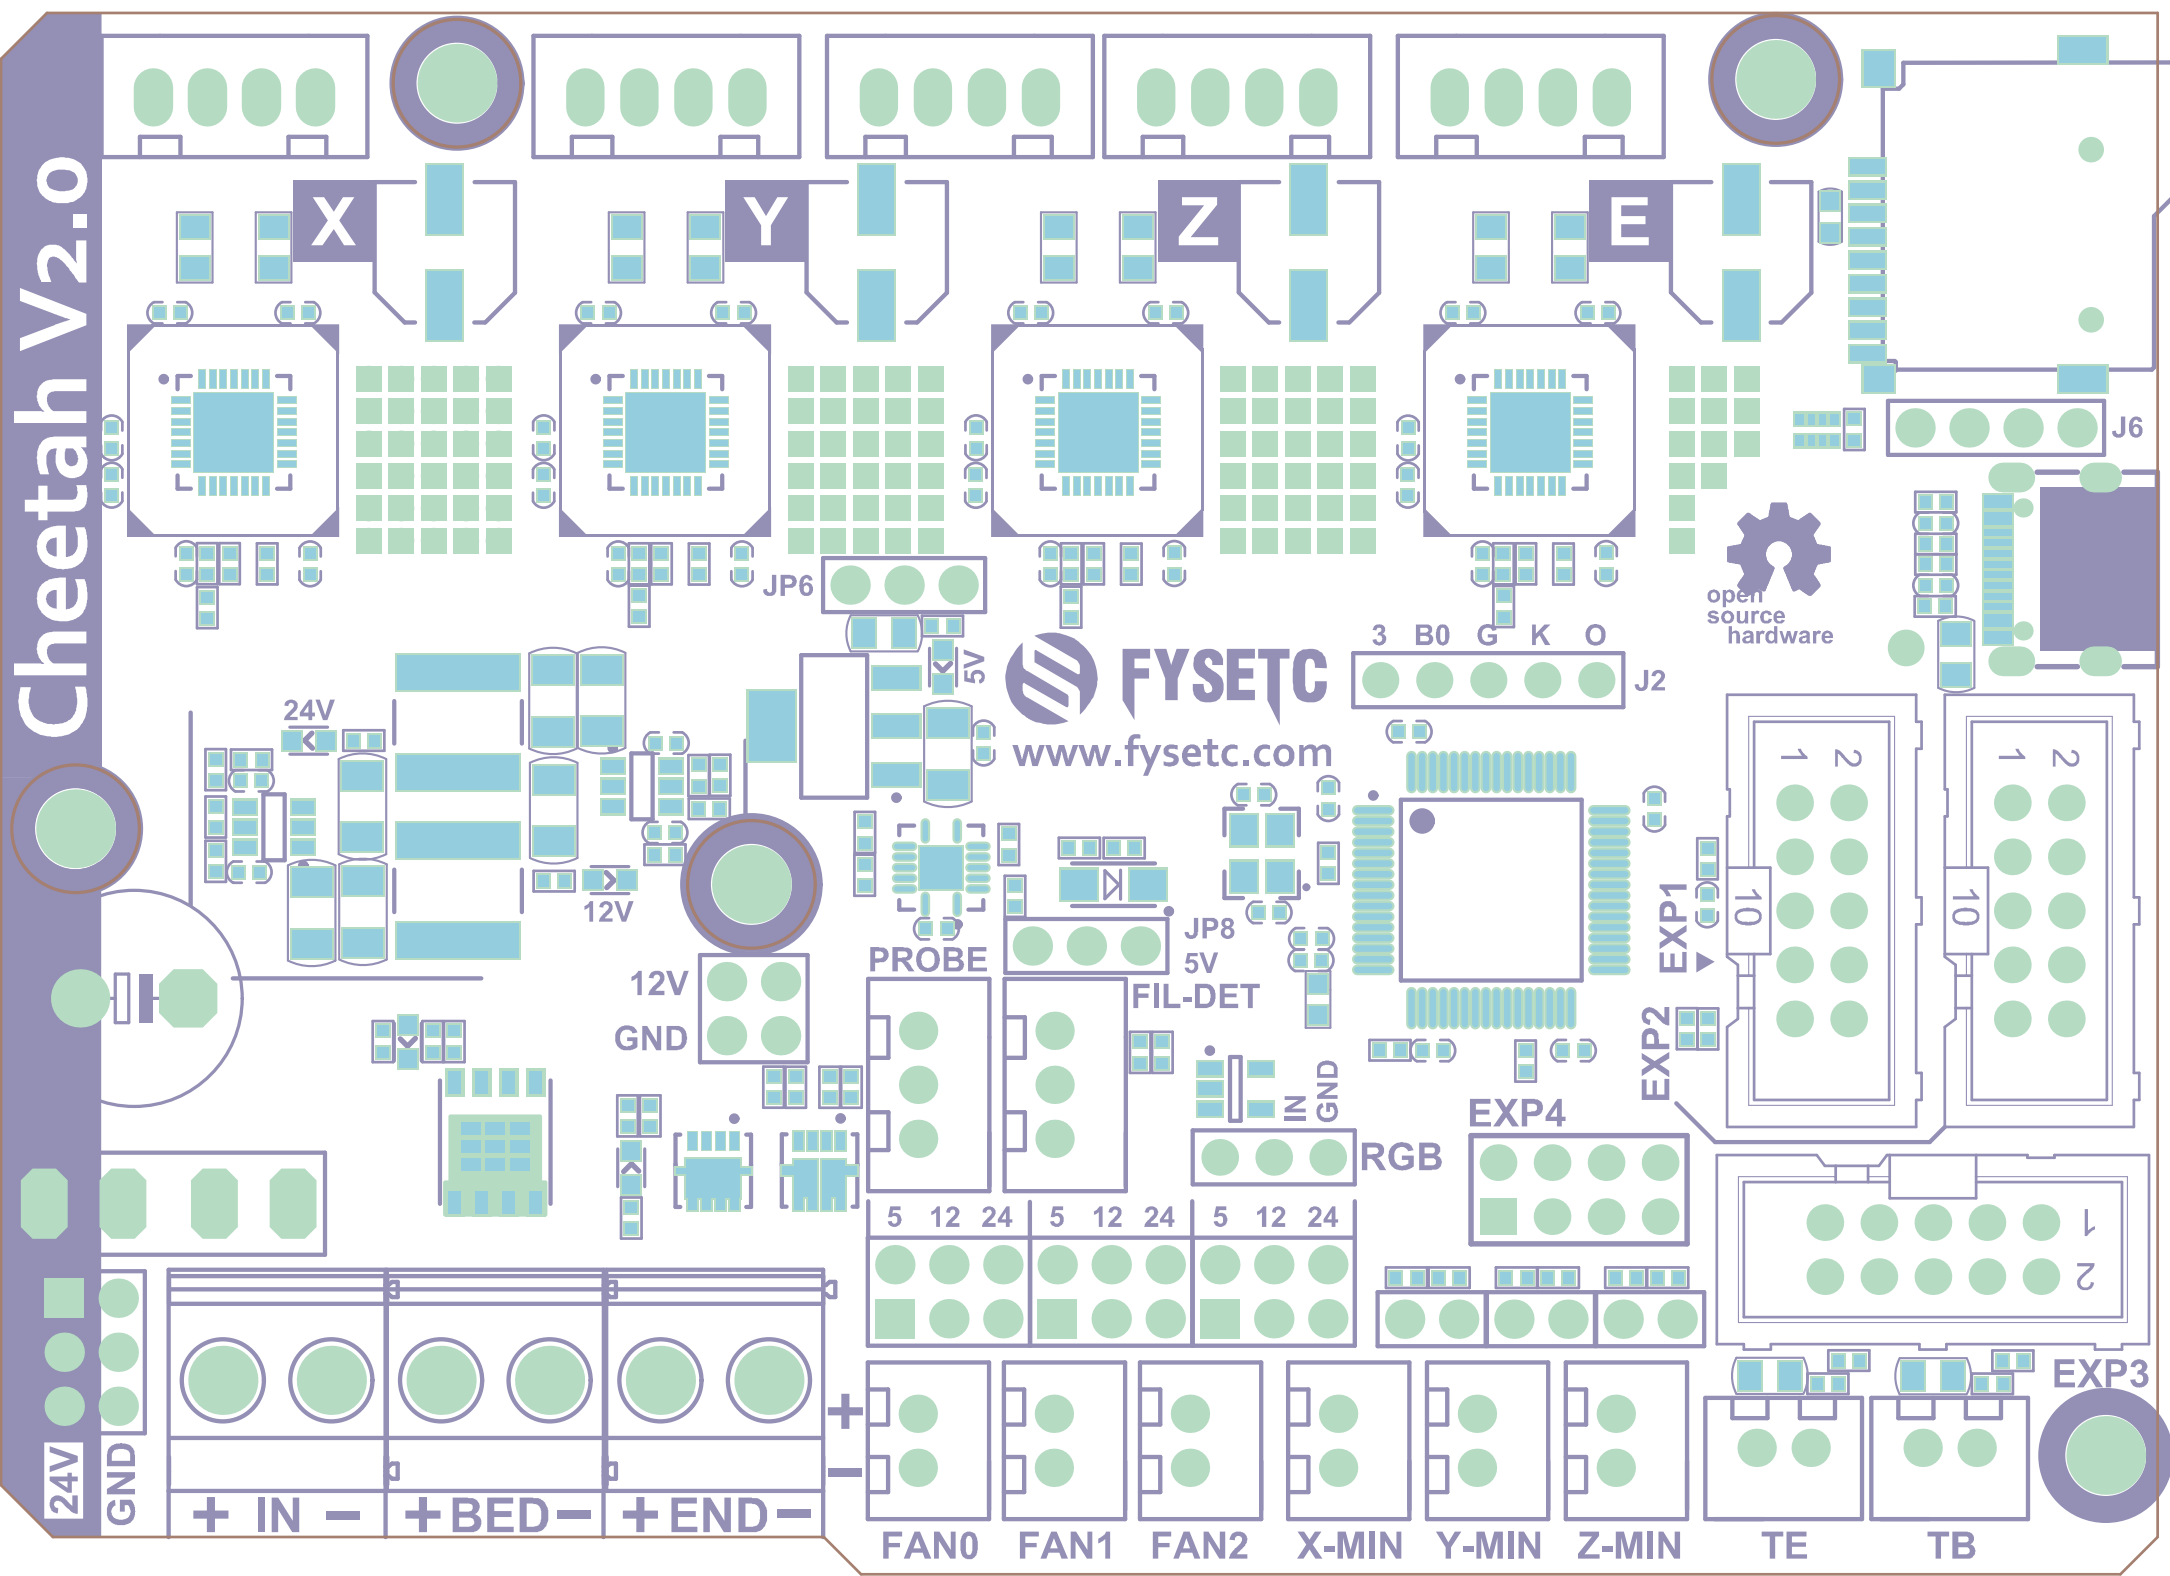 Cheetah V2.0
X
Y
Z
E
J6
JP6
5V
open
source
hardware
3 B0 G K O
J2
FYSETC
www.fysetc.com
24V
12V
1 2
1 2
10
10
EXP1
EXP2
PROBE
JP8
5V
FIL-DET
12V
GND
IN
GND
RGB
EXP4
5 12 24
5 12 24
5 12 24
1
2
EXP3
24V
GND
+ IN -
+ BED -
+ END -
+
-
FAN0
FAN1
FAN2
X-MIN
Y-MIN
Z-MIN
TE
TB